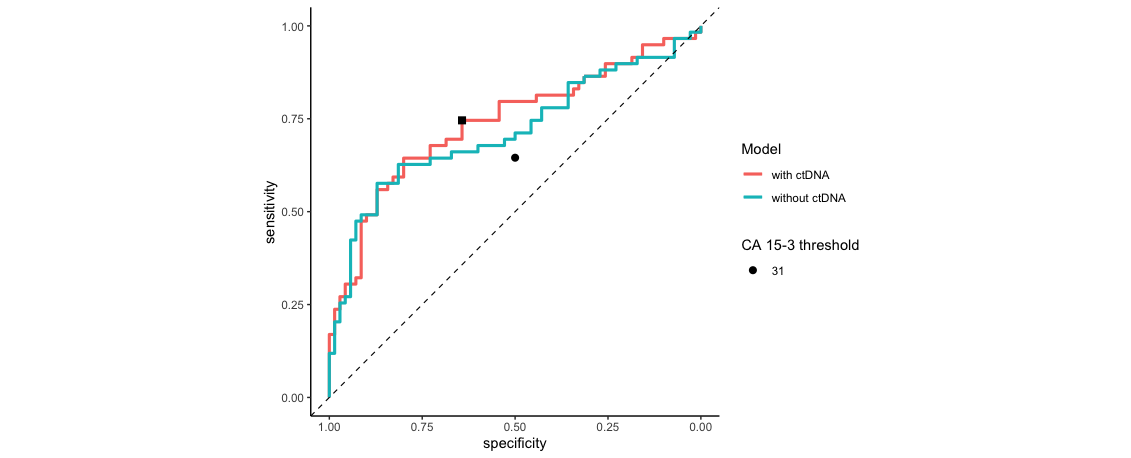 1.00
0.75
0.50
0.25
0.00
sensitivity
1.00 0.75 0.50 0.25 0.00
specificity
Model
with ctDNA
without ctDNA
CA 15-3 threshold
31